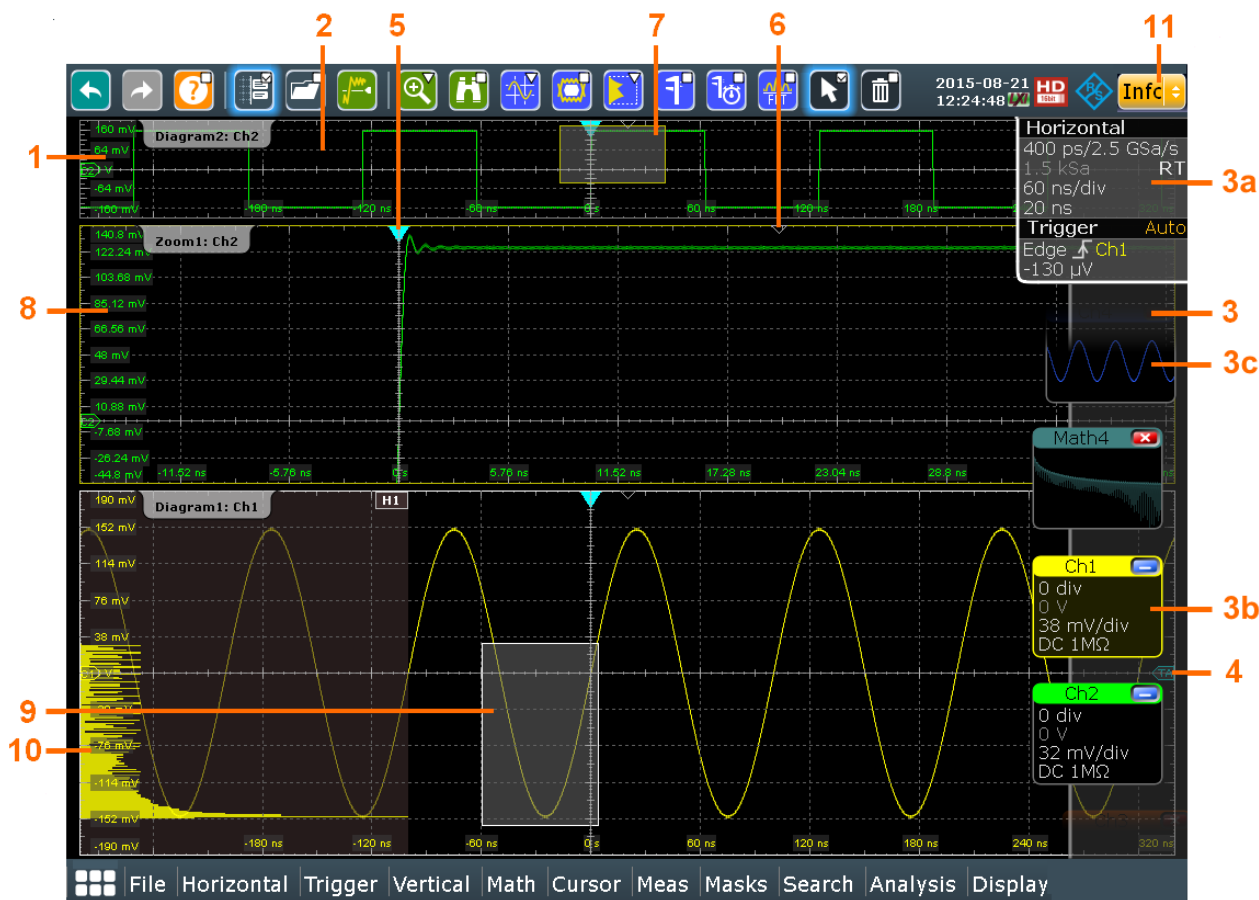 2 5 7 6 11
2015-08-21 HD
12:24:48 16bit Info
1
160 mV Diagram2: Ch2
64 mV
C2 V
-64 mV
-160 mV -180 ns -120 ns -60 ns 0 s 60 ns 120 ns 180 ns
Horizontal
400 ps/2.5 GSa/s
1.5 kSa RT
60 ns/div
20 ns
3a
Trigger Auto
Edge Ch1
-130 µV
140.8 mV Zoom1: Ch2
122.24 mV
103.68 mV
8 85.12 mV
66.56 mV
48 mV
29.44 mV
10.88 mV
C2
-7.68 mV
-26.24 mV
-44.8 mV -11.52 ns -5.76 ns 0 s 5.76 ns 11.52 ns 17.28 ns 23.04 ns 28.8 ns
3
3c
Math4
190 mV Diagram1: Ch1 H1
152 mV
114 mV
76 mV
38 mV
V
-76 mV
-114 mV
-152 mV
-190 mV -180 ns -120 ns -60 ns 0 s 60 ns 120 ns 180 ns 240 ns 320 ns
9
10
Ch1
0 div
0 V
38 mV/div
DC 1MΩ
3b
TA 4
Ch2
0 div
0 V
32 mV/div
DC 1MΩ
File Horizontal Trigger Vertical Math Cursor Meas Masks Search Analysis Display